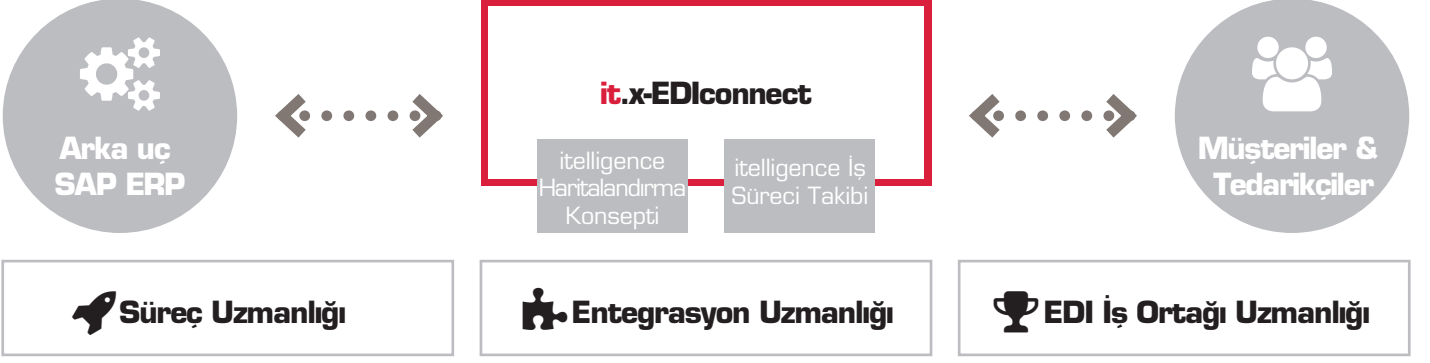 Arka uç
SAP ERP
it.x-EDIconnect
itelligence
Haritalandırma
Konsepti
itelligence İş
Süreci Takibi
Müşteriler &
Tedarikçiler
Süreç Uzmanlığı
Entegrasyon Uzmanlığı
EDI İş Ortağı Uzmanlığı